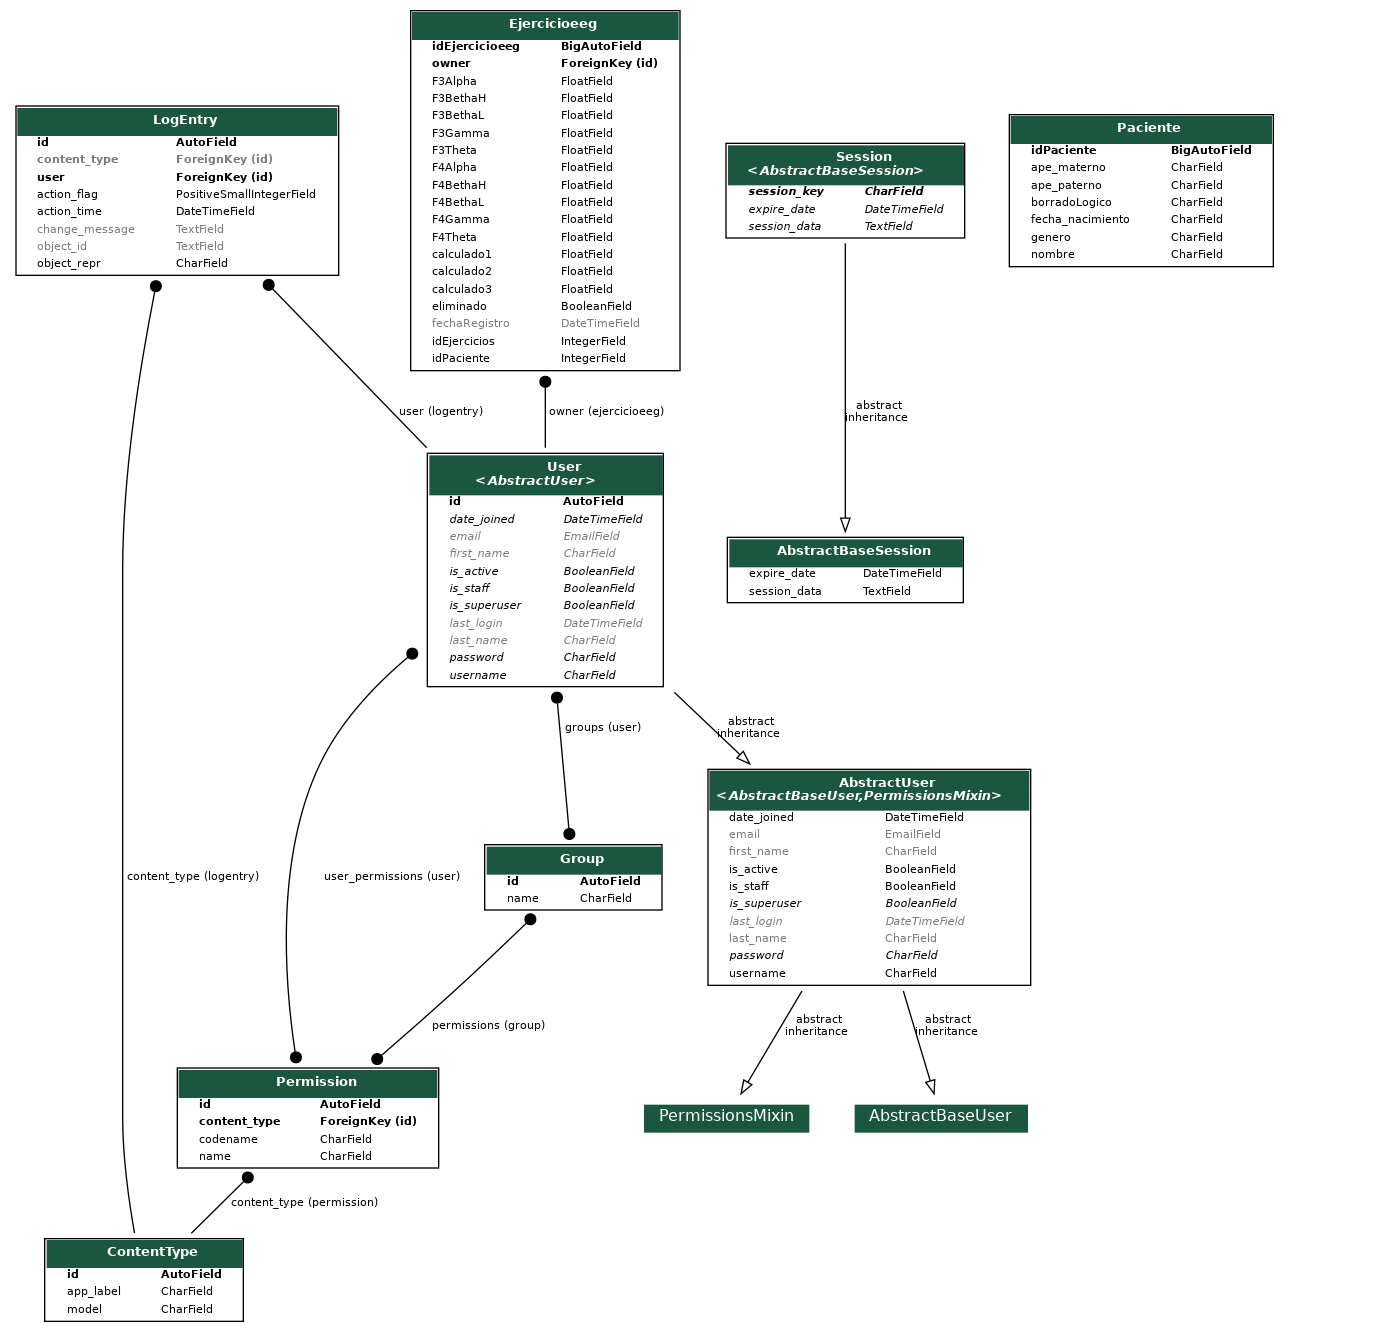 Ejercicioeeg
idEjercicioeeg BigAutoField
owner ForeignKey (id)
F3Alpha FloatField
F3BethaH FloatField
F3BethaL FloatField
F3Gamma FloatField
F3Theta FloatField
F4Alpha FloatField
F4BethaH FloatField
F4BethaL FloatField
F4Gamma FloatField
F4Theta FloatField
calculado1 FloatField
calculado2 FloatField
calculado3 FloatField
eliminado BooleanField
fechaRegistro DateTimeField
idEjercicios IntegerField
idPaciente IntegerField
LogEntry
id AutoField
content_type ForeignKey (id)
user ForeignKey (id)
action_flag PositiveSmallIntegerField
action_time DateTimeField
change_message TextField
object_id TextField
object_repr CharField
Session
<AbstractBaseSession>
session_key CharField
expire_date DateTimeField
session_data TextField
Paciente
idPaciente BigAutoField
ape_materno CharField
ape_paterno CharField
borradoLogico CharField
fecha_nacimiento CharField
genero CharField
nombre CharField
user (logentry)
owner (ejercicioeeg)
abstract
inheritance
User
<AbstractUser>
id AutoField
date_joined DateTimeField
email EmailField
first_name CharField
is_active BooleanField
is_staff BooleanField
is_superuser BooleanField
last_login DateTimeField
last_name CharField
password CharField
username CharField
AbstractBaseSession
expire_date DateTimeField
session_data TextField
groups (user)
abstract
inheritance
AbstractUser
<AbstractBaseUser,PermissionsMixin>
date_joined DateTimeField
email EmailField
first_name CharField
is_active BooleanField
is_staff BooleanField
is_superuser BooleanField
last_login DateTimeField
last_name CharField
password CharField
username CharField
content_type (logentry)
user_permissions (user)
Group
id AutoField
name CharField
permissions (group)
abstract
inheritance
abstract
inheritance
Permission
id AutoField
content_type ForeignKey (id)
codename CharField
name CharField
PermissionsMixin
AbstractBaseUser
content_type (permission)
ContentType
id AutoField
app_label CharField
model CharField